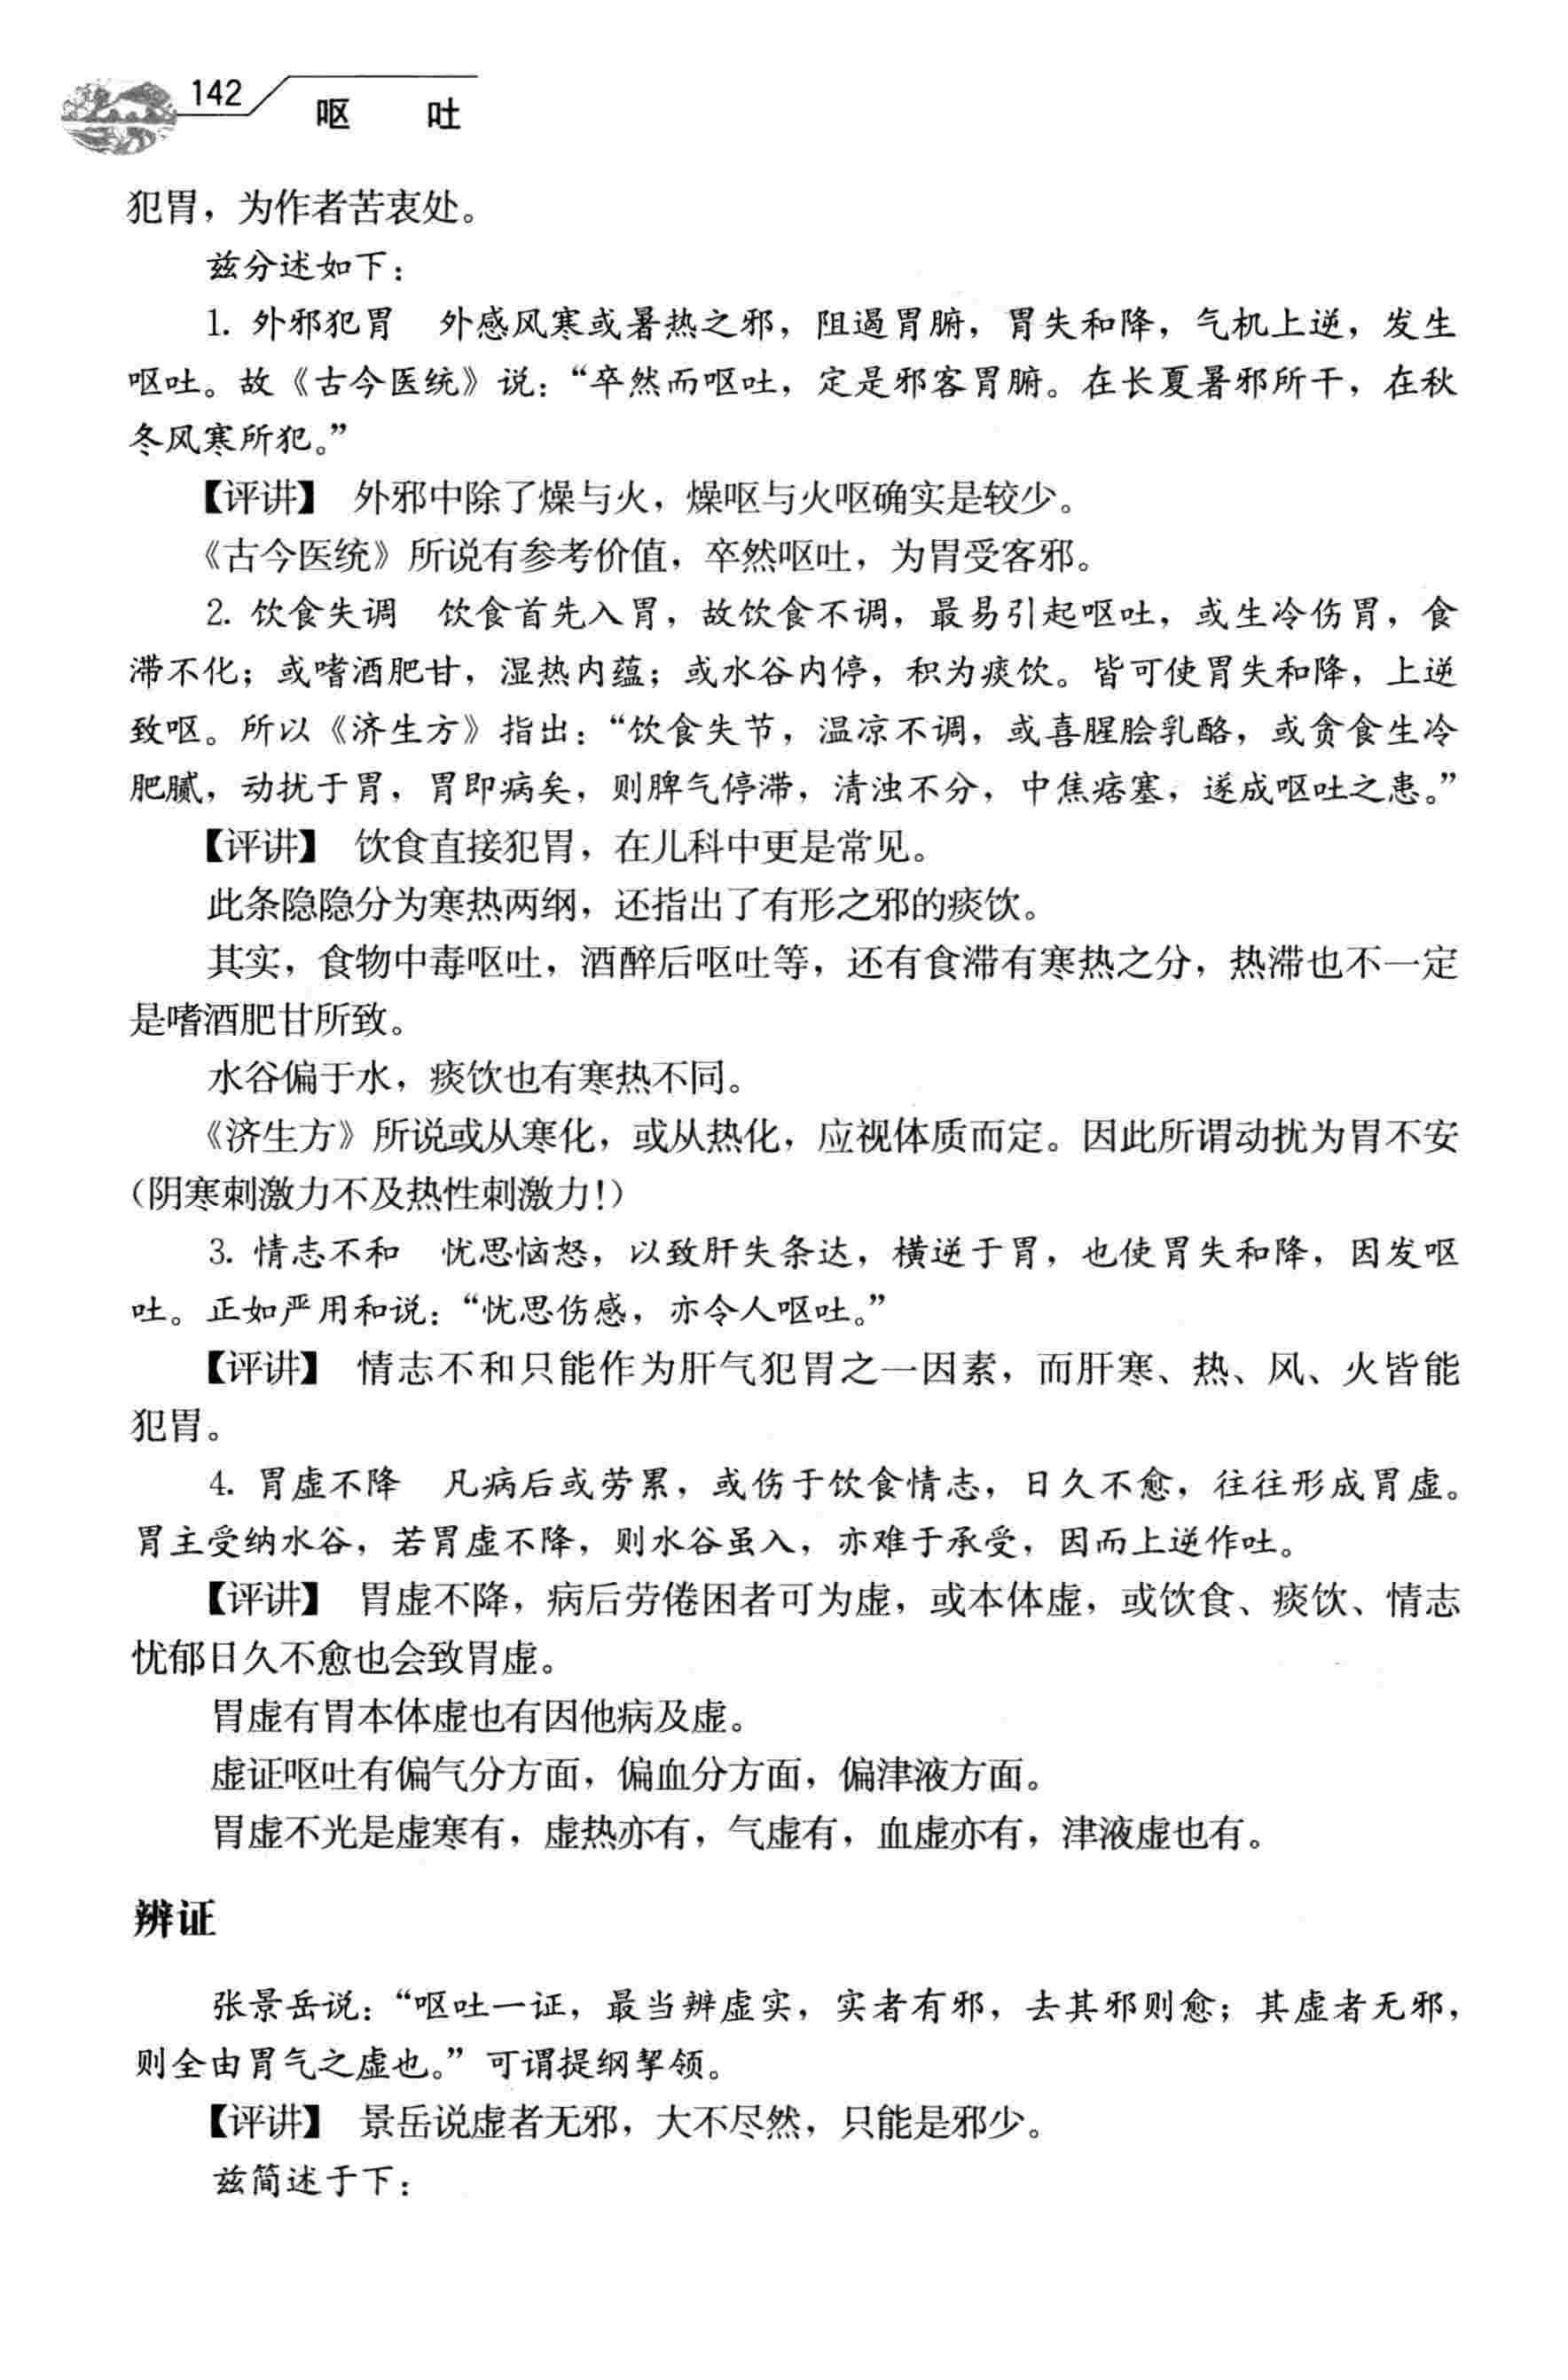 142
呕 吐
犯胃，为作者苦衷处。
兹分述如下：
1. 外邪犯胃 外感风寒或暑热之邪，阻遏胃腑，胃失和降，气机上逆，发生
呕吐。故《古今医统》说：“卒然而呕吐，定是邪客胃腑。在长夏暑邪所干，在秋
冬风寒所犯。”
【评讲】 外邪中除了燥与火，燥呕与火呕确实是较少。
《古今医统》所说有参考价值，卒然呕吐，为胃受客邪。
2. 饮食失调 饮食首先入胃，故饮食不调，最易引起呕吐，或生冷伤胃，食
滞不化；或嗜酒肥甘，湿热内蕴；或水谷内停，积为痰饮。皆可使胃失和降，上逆
致呕。所以《济生方》指出：“饮食失节，温凉不调，或喜腥脍乳酪，或贪食生冷
肥腻，动扰于胃，胃即病矣，则脾气停滞，清浊不分，中焦痞塞，遂成呕吐之患。”
【评讲】 饮食直接犯胃，在儿科中更是常见。
此条隐隐分为寒热两纲，还指出了有形之邪的痰饮。
其实，食物中毒呕吐，酒醉后呕吐等，还有食滞有寒热之分，热滞也不一定
是嗜酒肥甘所致。
水谷偏于水，痰饮也有寒热不同。
《济生方》所说或从寒化，或从热化，应视体质而定。因此所谓动扰为胃不安
（阴寒刺激力不及热性刺激力！）
3. 情志不和 忧思恼怒，以致肝失条达，横逆于胃，也使胃失和降，因发呕
吐。正如严用和说：“忧思伤感，亦令人呕吐。”
【评讲】 情志不和只能作为肝气犯胃之一因素，而肝寒、热、风、火皆能
犯胃。
4. 胃虚不降 凡病后或劳累，或伤于饮食情志，日久不愈，往往形成胃虚。
胃主受纳水谷，若胃虚不降，则水谷虽入，亦难于承受，因而上逆作吐。
【评讲】 胃虚不降，病后劳倦困者可为虚，或本体虚，或饮食、痰饮、情志
忧郁日久不愈也会致胃虚。
胃虚有胃本体虚也有因他病及虚。
虚证呕吐有偏气分方面，偏血分方面，偏津液方面。
胃虚不光是虚寒有，虚热亦有，气虚有，血虚亦有，津液虚也有。
辨证
张景岳说：“呕吐一证，最当辨虚实，实者有邪，去其邪则愈；其虚者无邪，
则全由胃气之虚也。”可谓提纲挈领。
【评讲】 景岳说虚者无邪，大不尽然，只能是邪少。
兹简述于下：